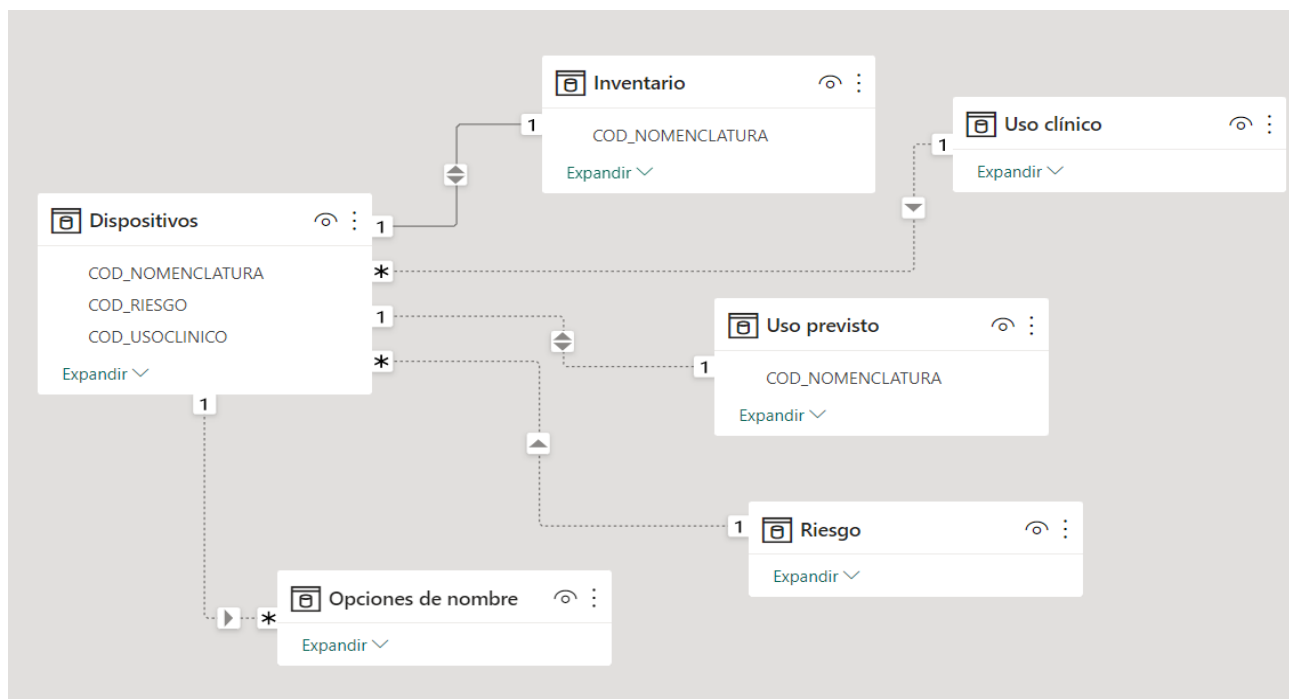 Inventario
COD_NOMENCLATURA
Expandir
1
Uso clínico
Expandir
1
Dispositivos
COD_NOMENCLATURA
COD_RIESGO
COD_USOCLINICO
Expandir
1
*
1
*
1
Uso previsto
COD_NOMENCLATURA
Expandir
1
Riesgo
Expandir
1
Opciones de nombre
Expandir
*